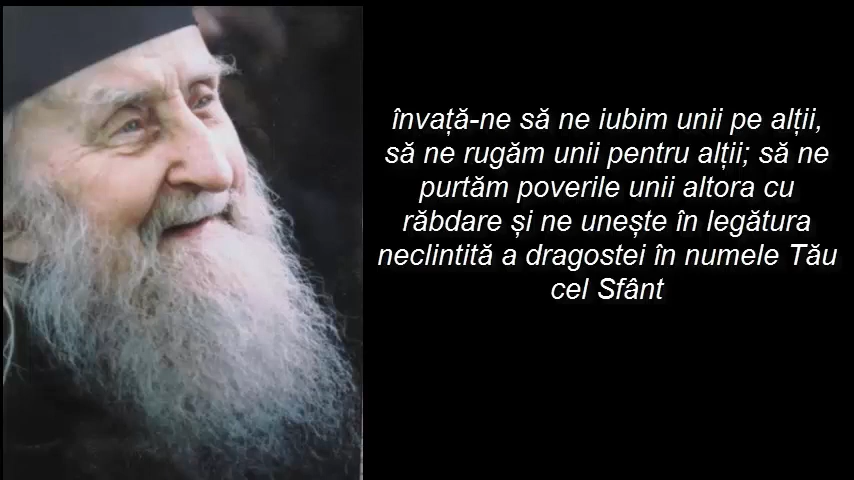 învață-ne să ne iubim unii pe alții,
să ne rugăm unii pentru alții; să ne
purtăm poverile unii altora cu
răbdare și ne unește în legătura
neclintită a dragostei în numele Tău
cel Sfânt